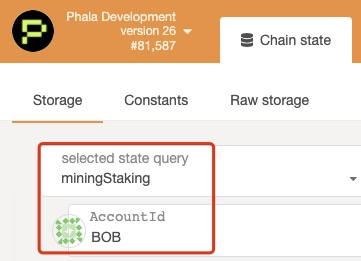 Phala Development
version 26
#81,587
Chain state
Storage
Constants
Raw storage
selected state query
miningStaking
AccountId
BOB